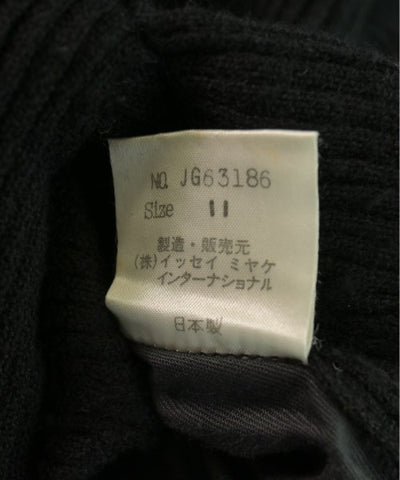 NO. JG63186
Size 11
製造・販売元
(株)イッセイ ミヤケ
インターナショナル
日本製